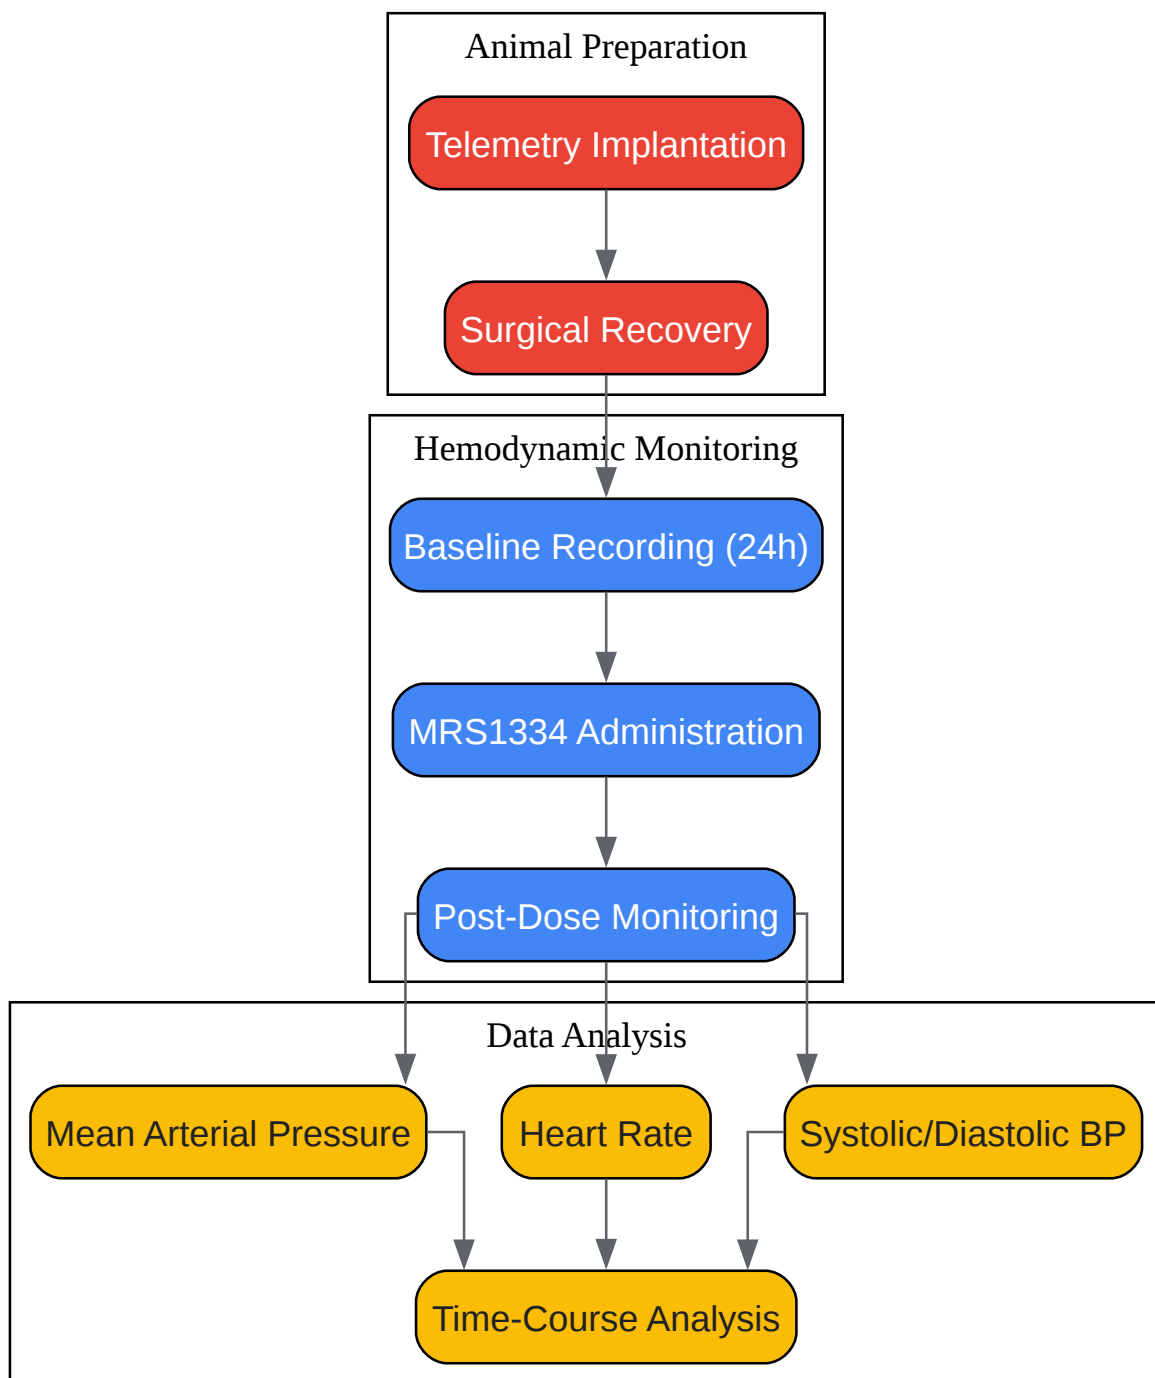 Animal Preparation
Telemetry Implantation
Surgical Recovery
Hemodynamic Monitoring
Baseline Recording (24h)
MRS1334 Administration
Post-Dose Monitoring
Data Analysis
Mean Arterial Pressure
Heart Rate
Systolic/Diastolic BP
Time-Course Analysis